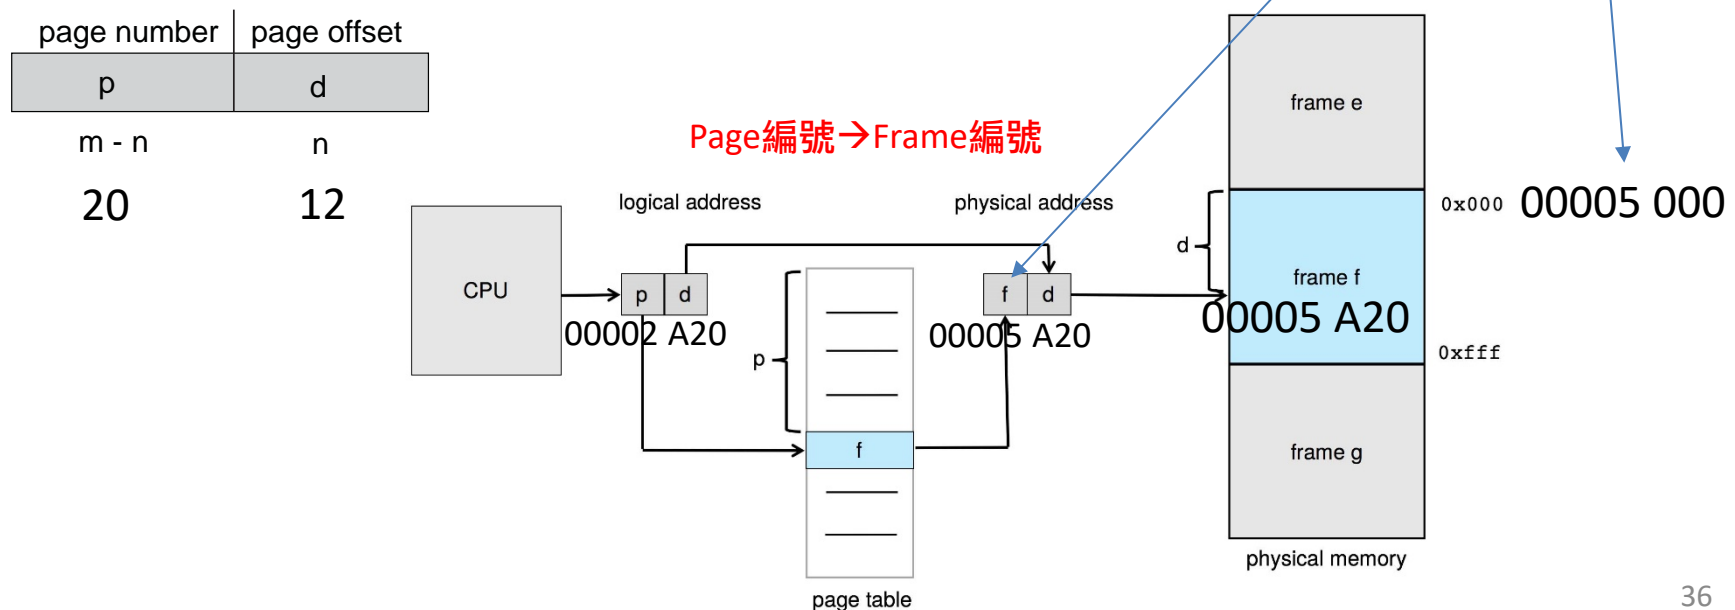 page number page offset
p d
m - n n
20 12
Page編號→Frame編號
logical address
physical address
CPU
p d
00002 A20
p
f
page table
f d
00005 A20
frame e
d
0x000 00005 000
frame f
00005 A20
0xfff
frame g
physical memory
36